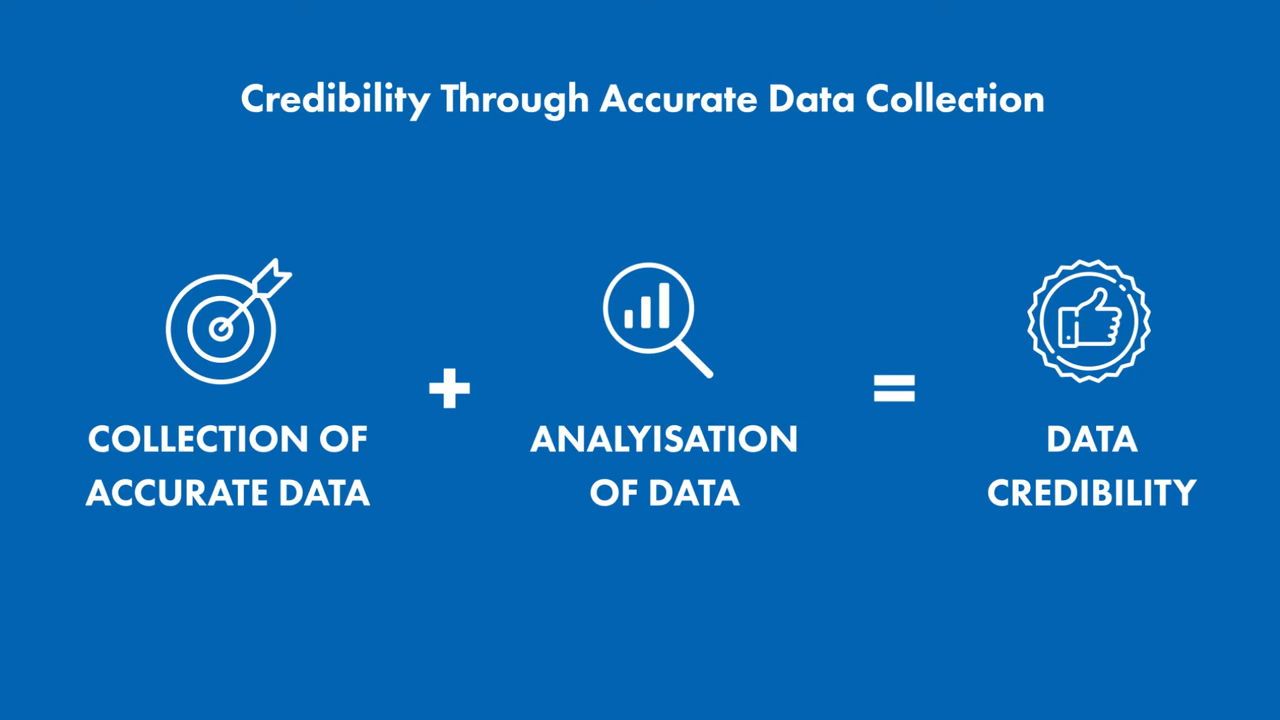 Credibility Through Accurate Data Collection
COLLECTION OF
ACCURATE DATA
+
ANALYISATION
OF DATA
=
DATA
CREDIBILITY